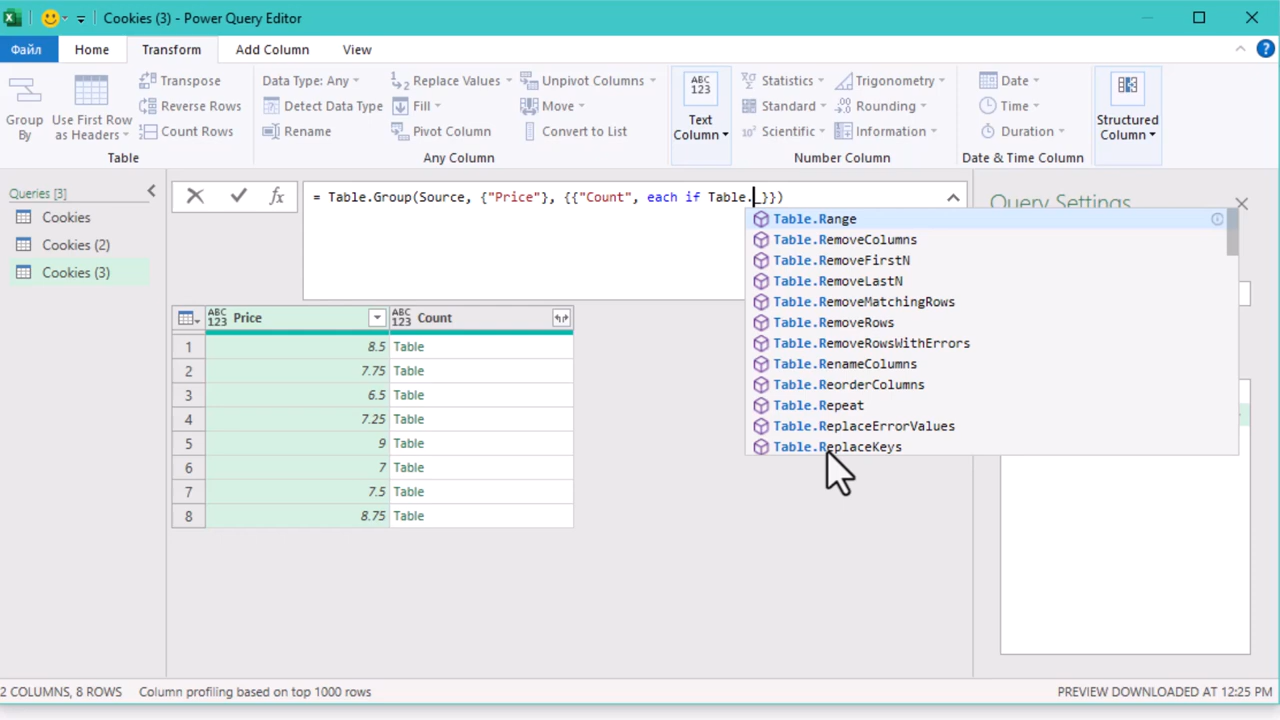 Cookies (3) - Power Query Editor
Файл Home Transform Add Column View
Group By
Use First Row as Headers
Transpose
Reverse Rows
Count Rows
Table
Data Type: Any
Detect Data Type
Rename
Replace Values
Fill
Pivot Column
Unpivot Columns
Move
Convert to List
Any Column
ABC 123
Text Column
Statistics
Standard
Scientific
Trigonometry
Rounding
Information
Number Column
Date
Time
Duration
Date & Time Column
Structured Column
Queries [3]
Cookies
Cookies (2)
Cookies (3)
fx
= Table.Group(Source, {"Price"}, {{"Count", each if Table._}})
Table.Range
Table.RemoveColumns
Table.RemoveFirstN
Table.RemoveLastN
Table.RemoveMatchingRows
Table.RemoveRows
Table.RemoveRowsWithErrors
Table.RenameColumns
Table.ReorderColumns
Table.Repeat
Table.ReplaceErrorValues
Table.ReplaceKeys
Query Settings
ABC 123 Price ABC 123 Count
1 8.5 Table
2 7.75 Table
3 6.5 Table
4 7.25 Table
5 9 Table
6 7 Table
7 7.5 Table
8 8.75 Table
2 COLUMNS, 8 ROWS Column profiling based on top 1000 rows PREVIEW DOWNLOADED AT 12:25 PM